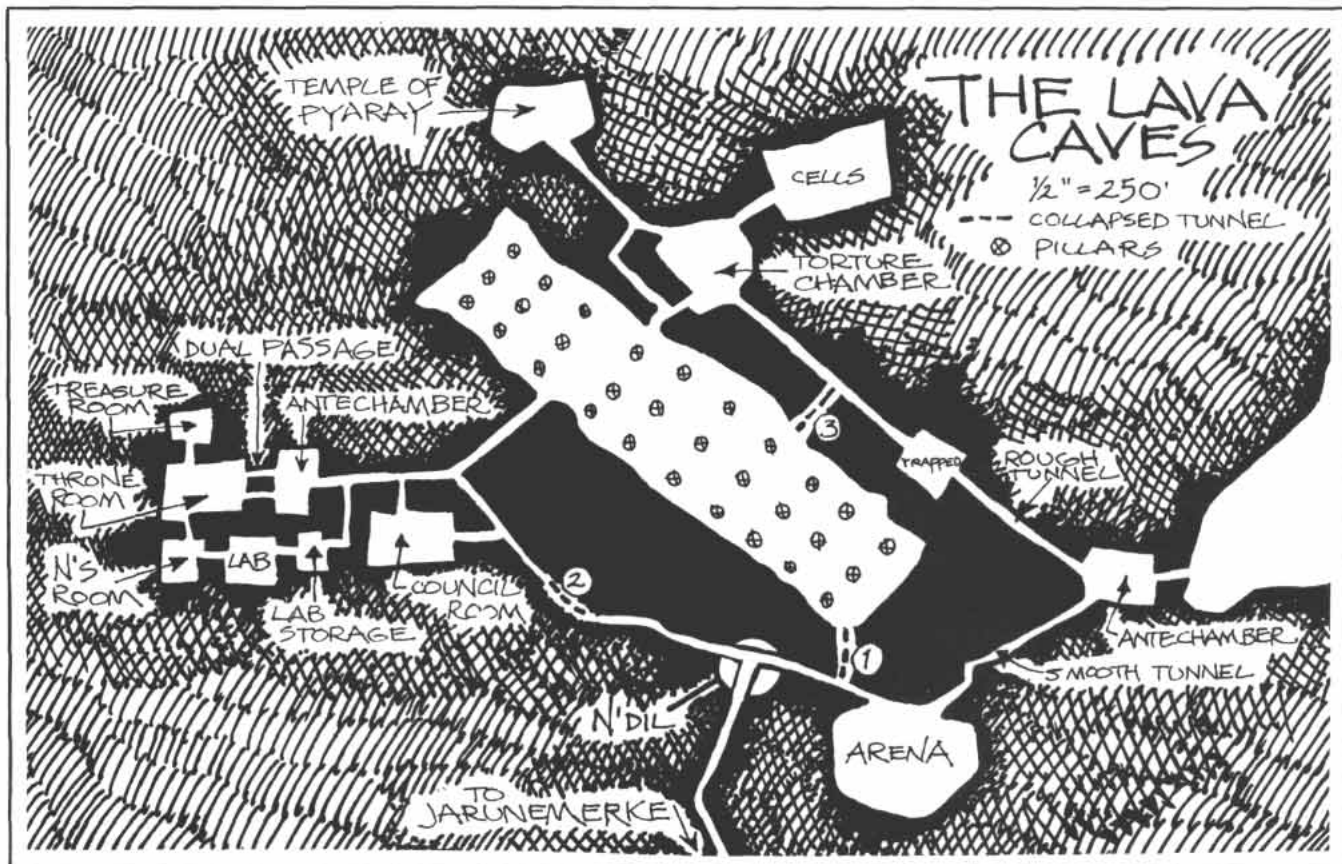 THE LAVA
CAVES
1/2" = 250'
COLLAPSED TUNNEL
PILLARS
TEMPLE OF
PYARAY
CELLS
TORTURE
CHAMBER
DUAL PASSAGE
TREASURE
ROOM
ANTECHAMBER
THRONE
ROOM
N'S
ROOM
LAB
LAB
STORAGE
COUNCIL
ROOM
3
TRAPPED
ROUGH
TUNNEL
2
1
ANTECHAMBER
SMOOTH TUNNEL
N'DIL
ARENA
TO
JARUNEMERKE